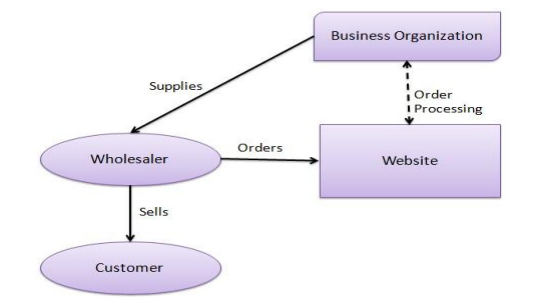 Business Organization
Supplies
Order
Processing
Orders
Wholesaler
Website
Sells
Customer